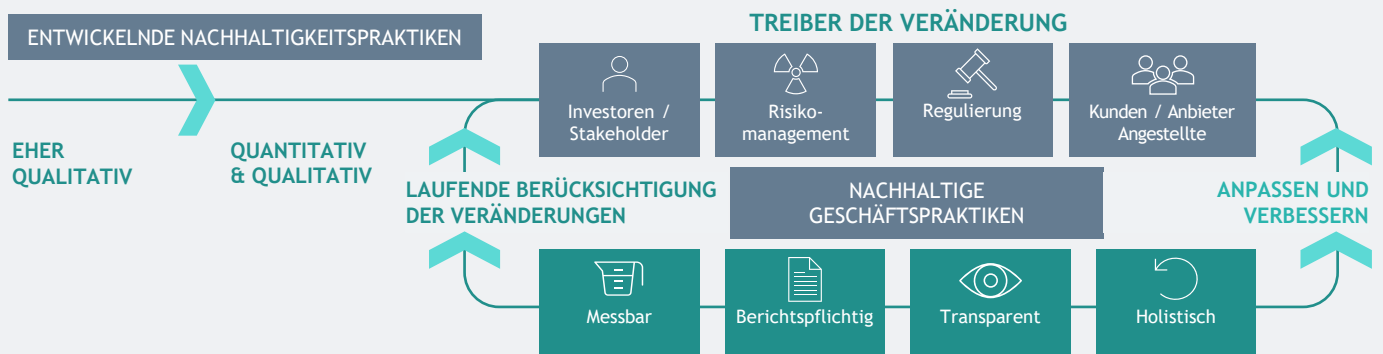 ENTWICKELNDE NACHHALTIGKEITSPRAKTIKEN
EHER
QUALITATIV
QUANTITATIV
& QUALITATIV
TREIBER DER VERÄNDERUNG
Investoren /
Stakeholder
Risiko-
management
Regulierung
Kunden / Anbieter
Angestellte
LAUFENDE BERÜCKSICHTIGUNG
DER VERÄNDERUNGEN
NACHHALTIGE
GESCHÄFTSPRAKTIKEN
ANPASSEN UND
VERBESSERN
Messbar
Berichtspflichtig
Transparent
Holistisch